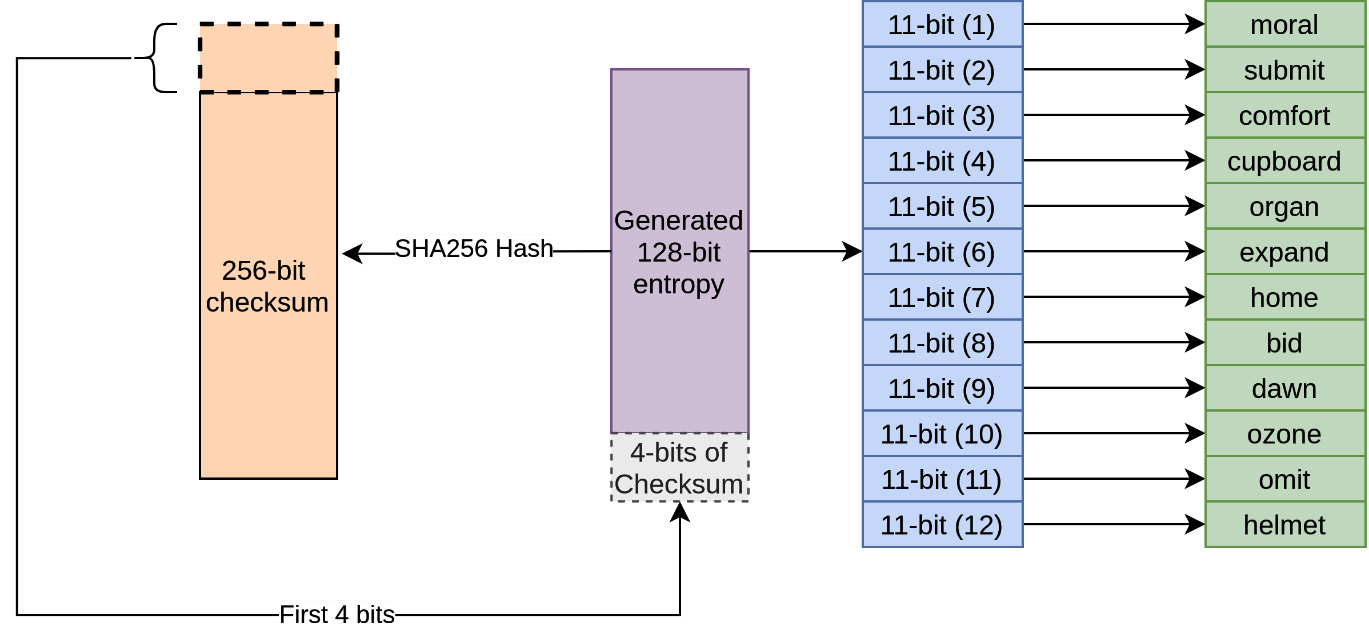 256-bit
checksum
SHA256 Hash
Generated
128-bit
entropy
4-bits of
Checksum
First 4 bits
11-bit (1)
moral
11-bit (2)
submit
11-bit (3)
comfort
11-bit (4)
cupboard
11-bit (5)
organ
11-bit (6)
expand
11-bit (7)
home
11-bit (8)
bid
11-bit (9)
dawn
11-bit (10)
ozone
11-bit (11)
omit
11-bit (12)
helmet